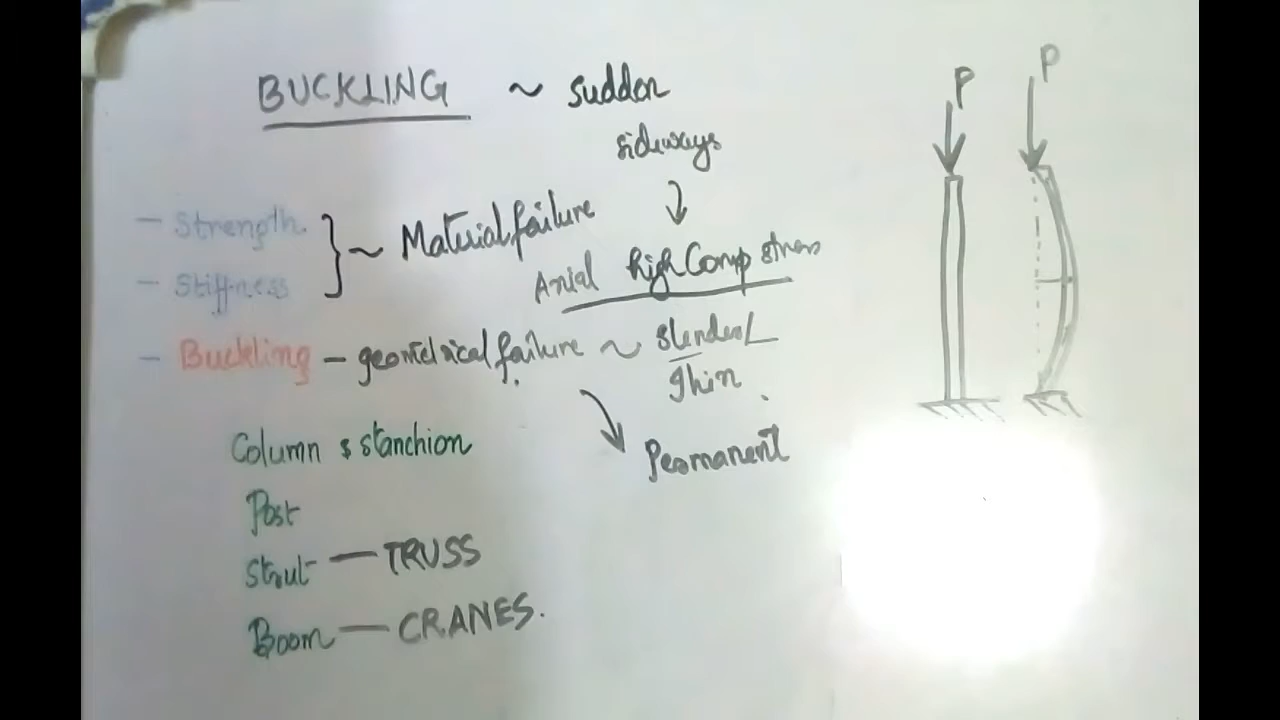 BUCKLING ~ sudden
sideways
- Strength
- Stiffness
} ~ Material failure
Axial high Comp stress
- Buckling - geometrical failure ~ slender
thin
Permanent
Column & stanchion
Post
Strut — TRUSS
Boom — CRANES.
P
P